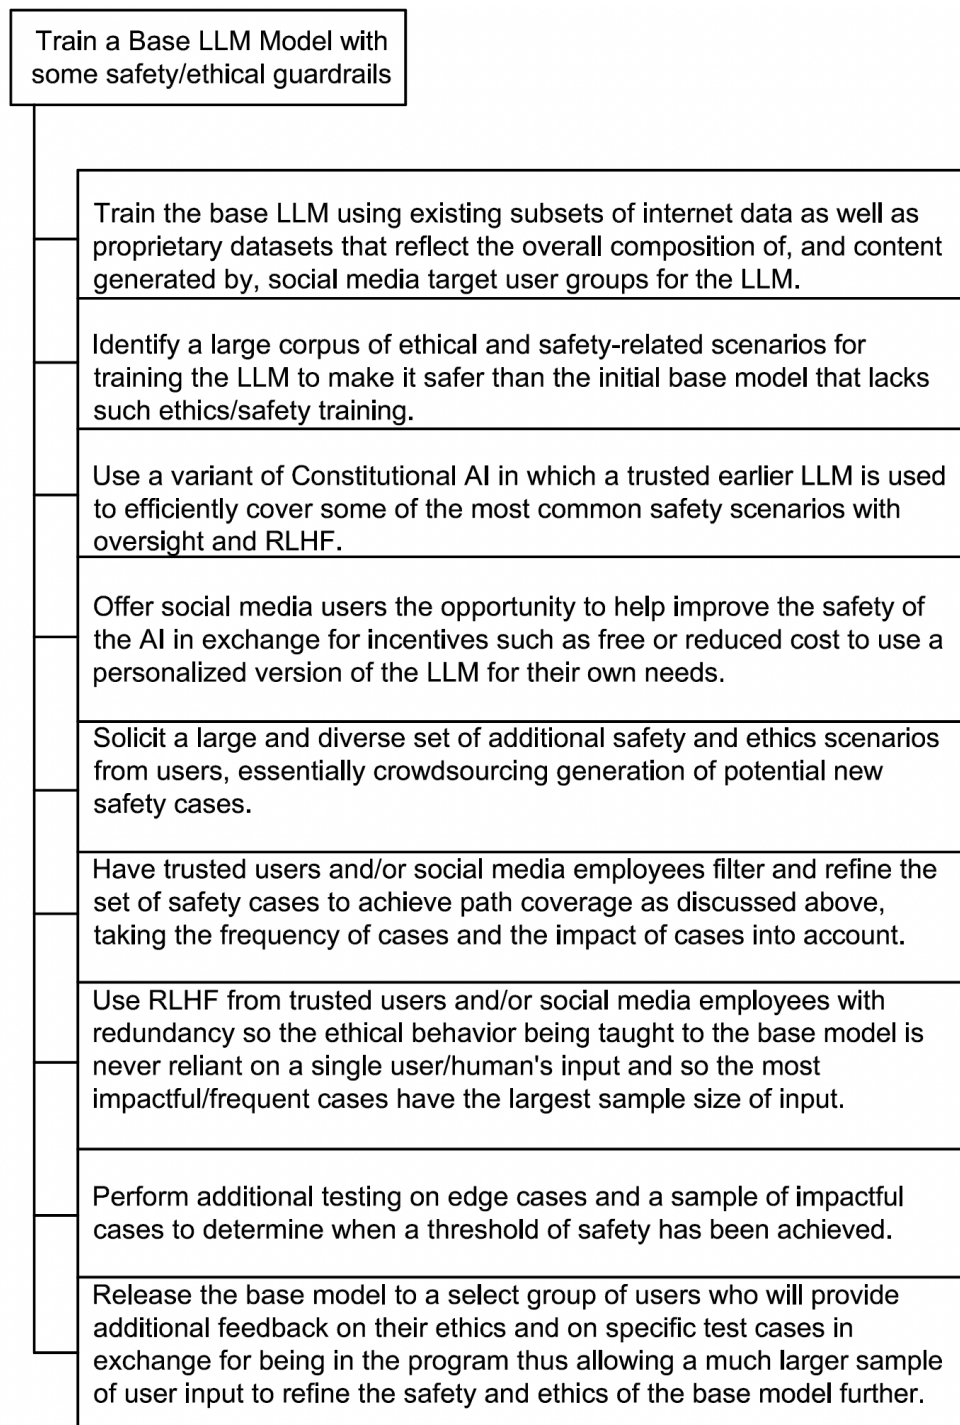 Train a Base LLM Model with
some safety/ethical guardrails
Train the base LLM using existing subsets of internet data as well as
proprietary datasets that reflect the overall composition of, and content
generated by, social media target user groups for the LLM.
Identify a large corpus of ethical and safety-related scenarios for
training the LLM to make it safer than the initial base model that lacks
such ethics/safety training.
Use a variant of Constitutional AI in which a trusted earlier LLM is used
to efficiently cover some of the most common safety scenarios with
oversight and RLHF.
Offer social media users the opportunity to help improve the safety of
the AI in exchange for incentives such as free or reduced cost to use a
personalized version of the LLM for their own needs.
Solicit a large and diverse set of additional safety and ethics scenarios
from users, essentially crowdsourcing generation of potential new
safety cases.
Have trusted users and/or social media employees filter and refine the
set of safety cases to achieve path coverage as discussed above,
taking the frequency of cases and the impact of cases into account.
Use RLHF from trusted users and/or social media employees with
redundancy so the ethical behavior being taught to the base model is
never reliant on a single user/human's input and so the most
impactful/frequent cases have the largest sample size of input.
Perform additional testing on edge cases and a sample of impactful
cases to determine when a threshold of safety has been achieved.
Release the base model to a select group of users who will provide
additional feedback on their ethics and on specific test cases in
exchange for being in the program thus allowing a much larger sample
of user input to refine the safety and ethics of the base model further.